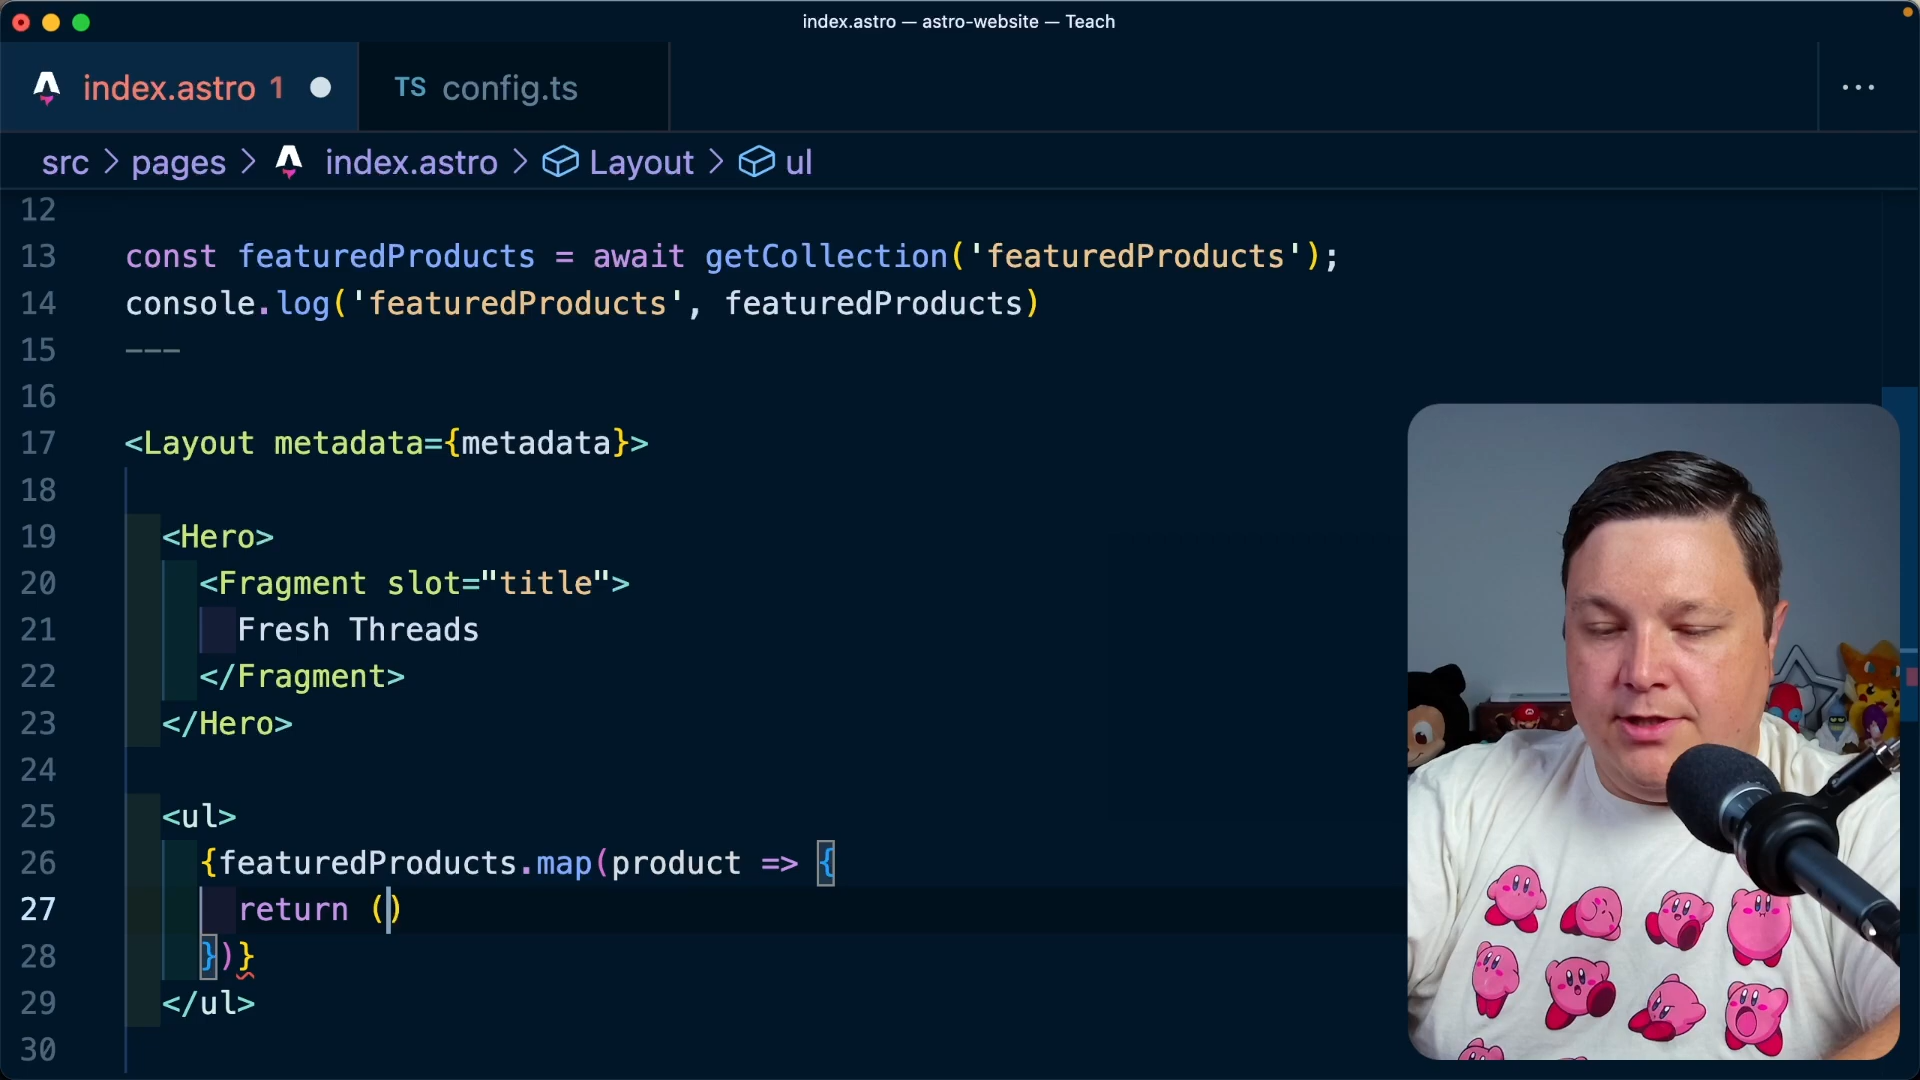 index.astro — astro-website — Teach
index.astro 1
TS config.ts
src > pages > index.astro > Layout > ul
12
13 const featuredProducts = await getCollection('featuredProducts');
14 console.log('featuredProducts', featuredProducts)
15 ---
16
17 <Layout metadata={metadata}>
18
19 <Hero>
20 <Fragment slot="title">
21 Fresh Threads
22 </Fragment>
23 </Hero>
24
25 <ul>
26 {featuredProducts.map(product => {
27 return ()
28 })}
29 </ul>
30